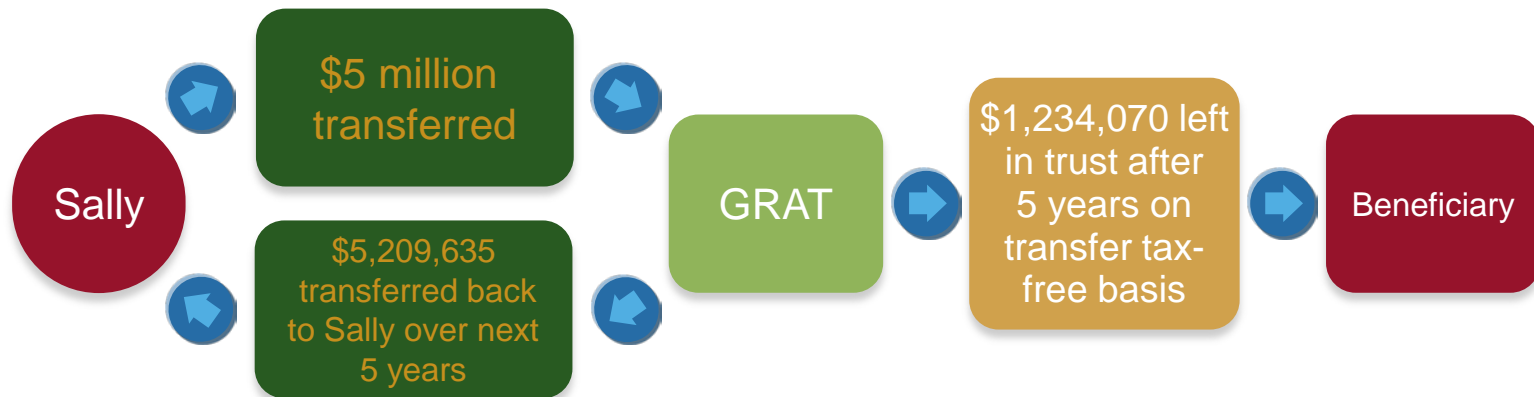 Sally
$5 million
transferred
$5,209,635
transferred back
to Sally over next
5 years
GRAT
$1,234,070 left
in trust after
5 years on
transfer tax-
free basis
Beneficiary